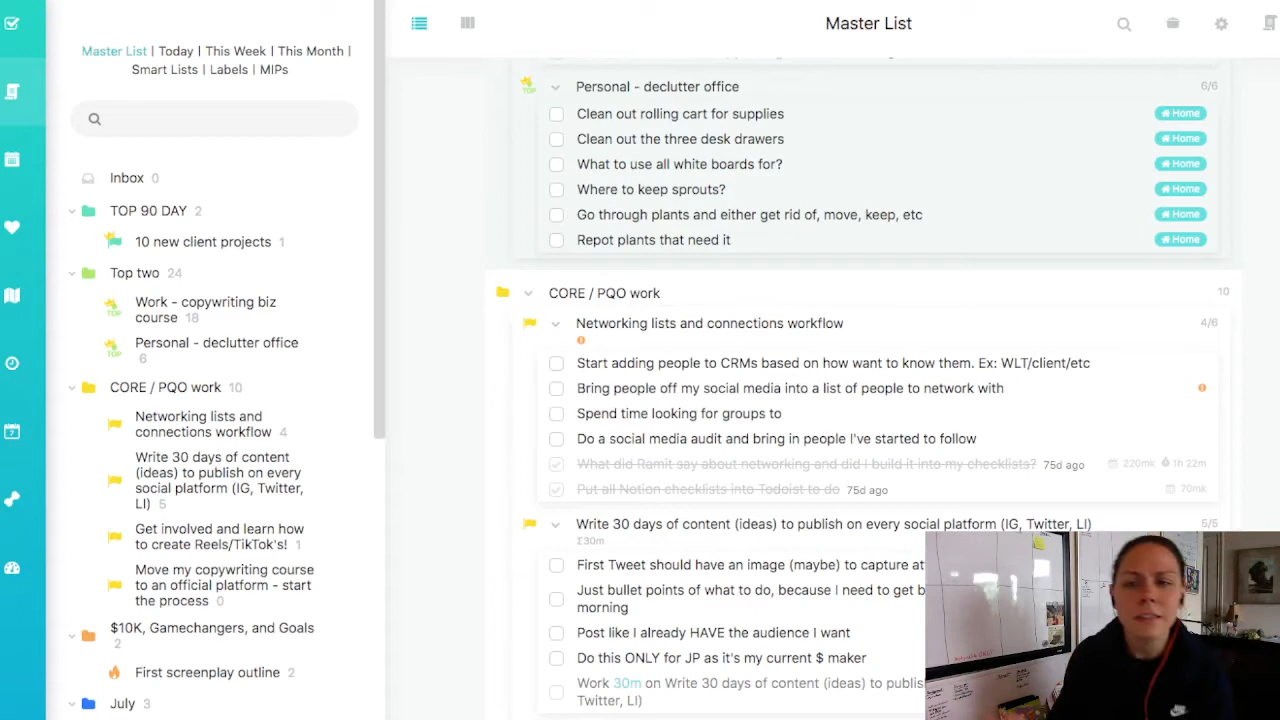 Master List
Master List | Today | This Week | This Month |
Smart Lists | Labels | MIPs
Inbox 0
TOP 90 DAY 2
10 new client projects 1
Top two 24
Work - copywriting biz
course 18
Personal - declutter office
6
CORE / PQO work 10
Networking lists and
connections workflow 4
Write 30 days of content
(ideas) to publish on every
social platform (IG, Twitter,
LI) 5
Get involved and learn how
to create Reels/TikTok's! 1
Move my copywriting course
to an official platform - start
the process 0
$10K, Gamechangers, and Goals
2
First screenplay outline 2
July 3
TOP Personal - declutter office 6/6
Clean out rolling cart for supplies Home
Clean out the three desk drawers Home
What to use all white boards for? Home
Where to keep sprouts? Home
Go through plants and either get rid of, move, keep, etc Home
Repot plants that need it Home
CORE / PQO work 10
Networking lists and connections workflow 4/6
Start adding people to CRMs based on how want to know them. Ex: WLT/client/etc
Bring people off my social media into a list of people to network with
Spend time looking for groups to
Do a social media audit and bring in people I've started to follow
What did Ramit say about networking and did I build it into my checklists? 75d ago 220mk 1h 22m
Put all Notion checklists into Todoist to do 75d ago 70mk
Write 30 days of content (ideas) to publish on every social platform (IG, Twitter, LI) 5/5
Σ30m
First Tweet should have an image (maybe) to capture at
Just bullet points of what to do, because I need to get b
morning
Post like I already HAVE the audience I want
Do this ONLY for JP as it's my current $ maker
Work 30m on Write 30 days of content (ideas) to publis
Twitter, LI)